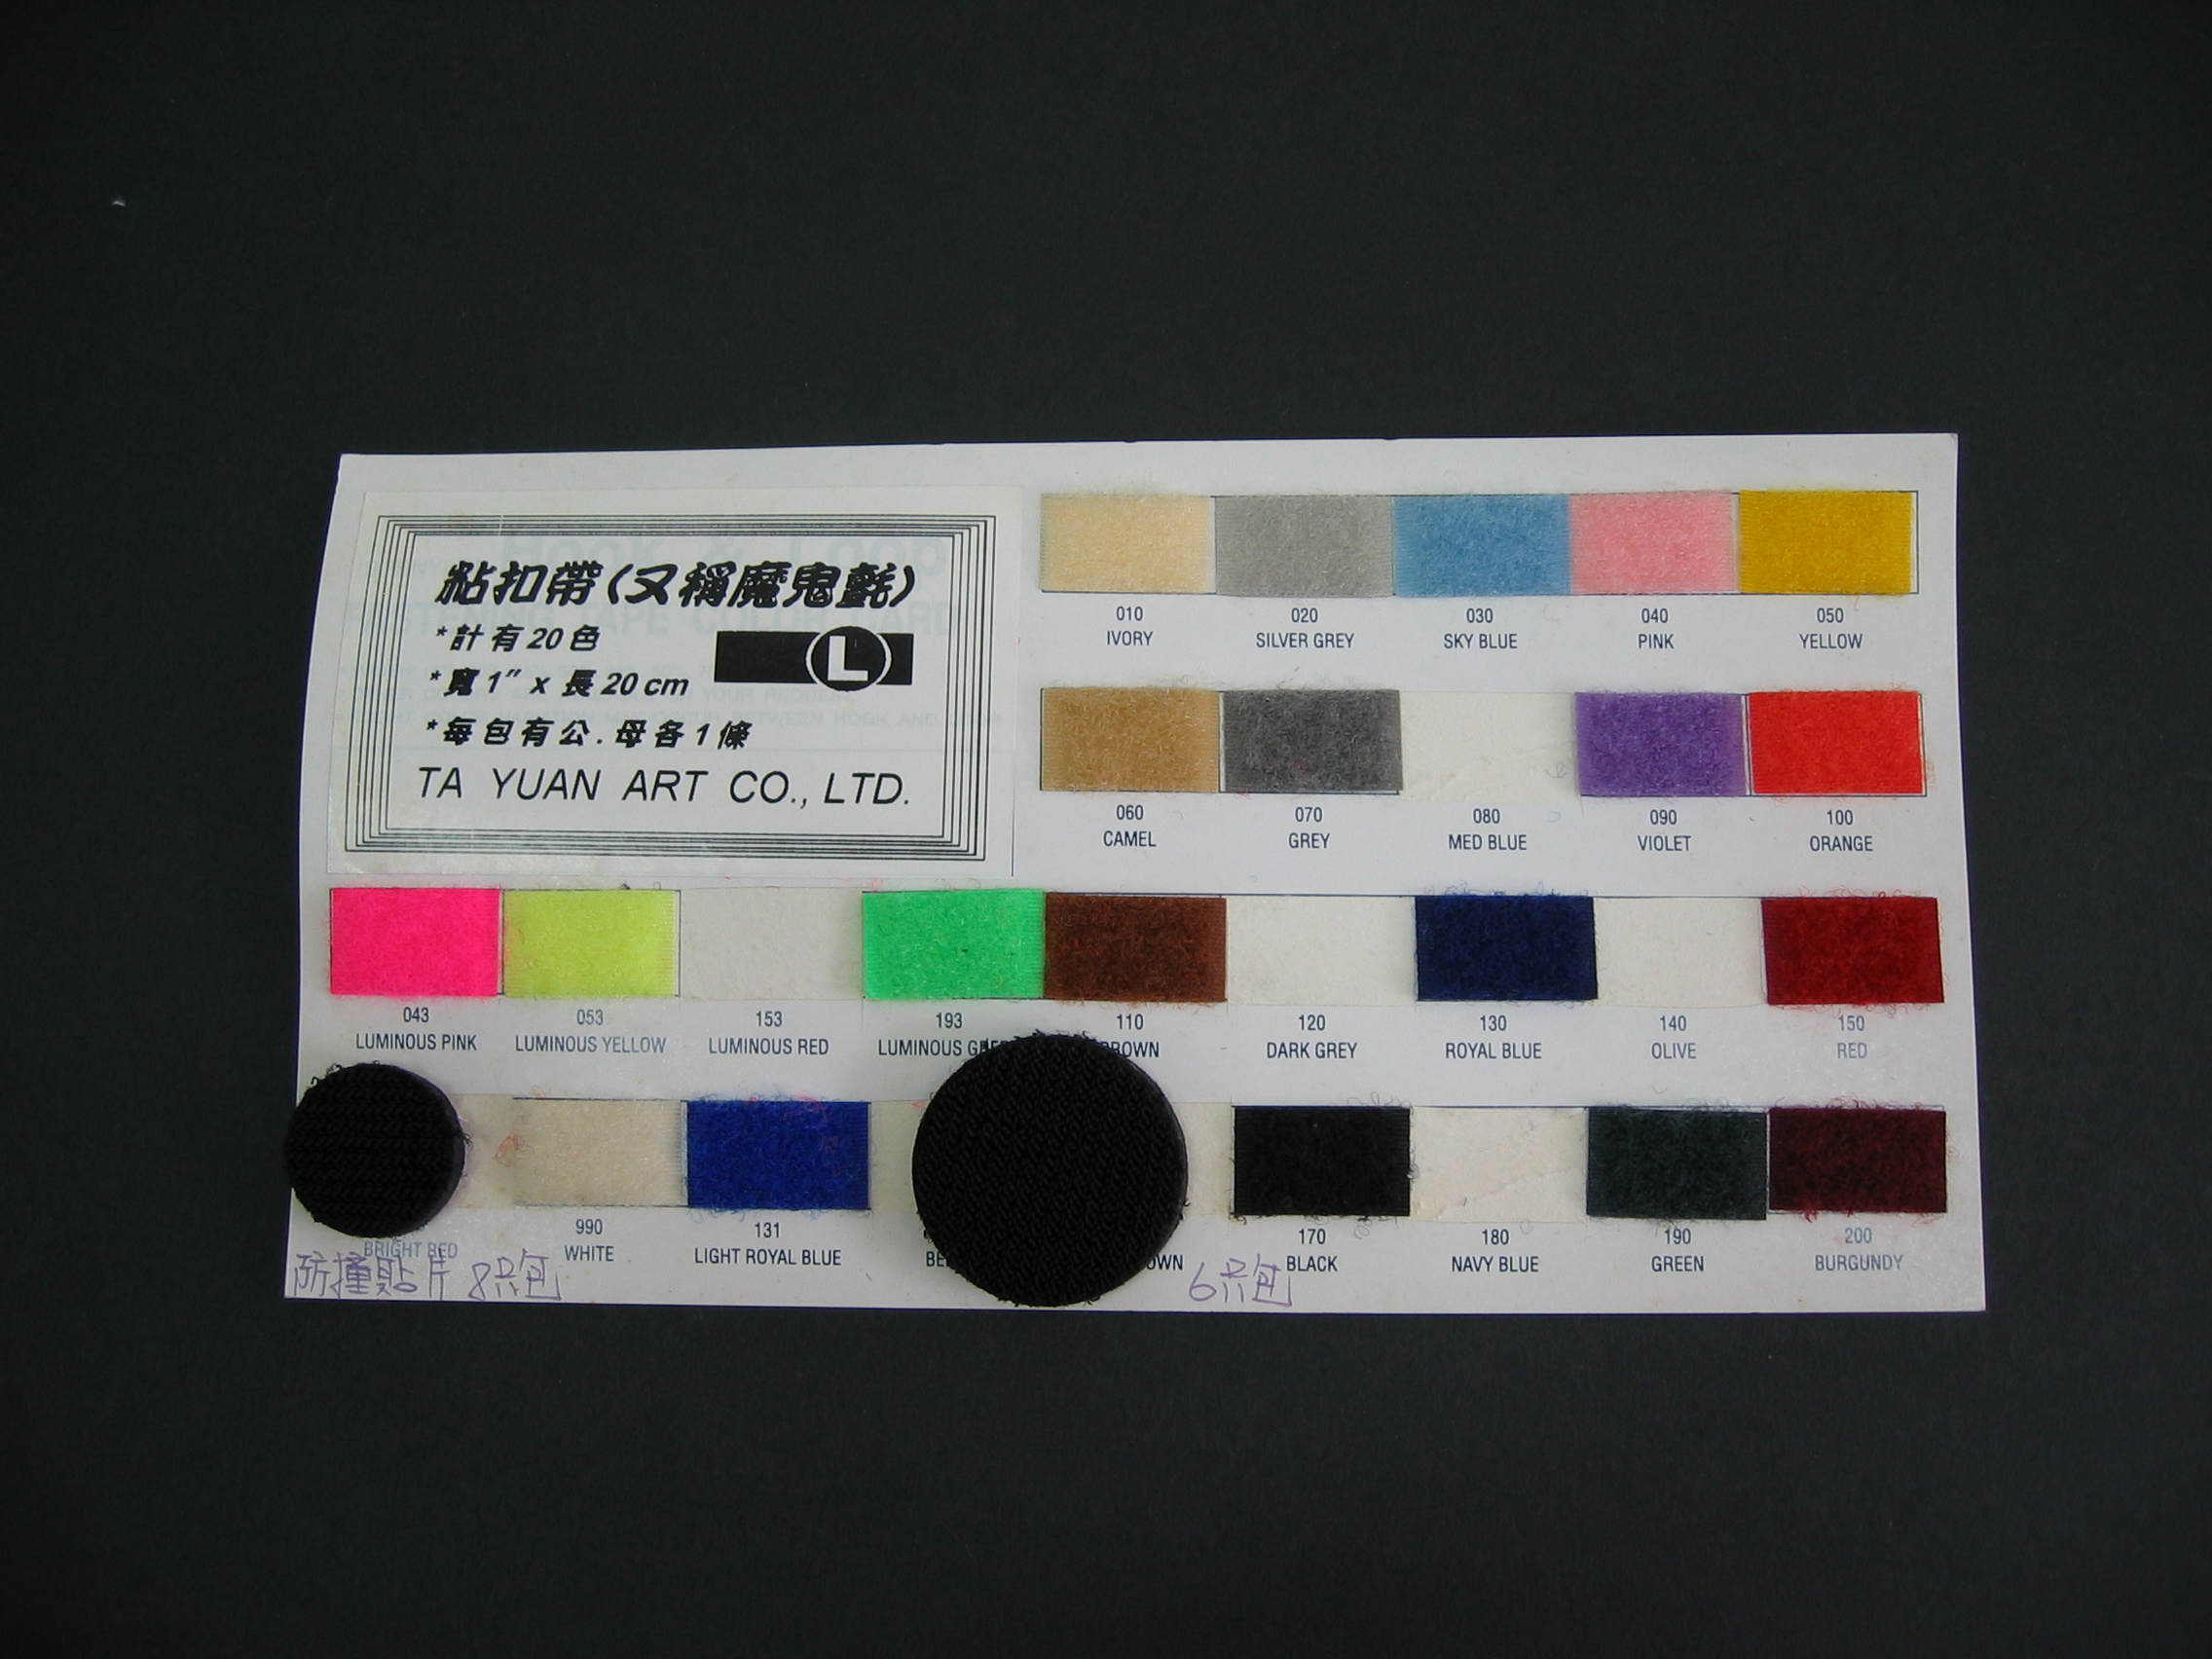 粘扣帶(又稱魔鬼氈)
*計有20色
L
*寬1" x 長20cm
*每包有公.母各1條
TA YUAN ART CO., LTD.
010 020 030 040 050
IVORY SILVER GREY SKY BLUE PINK YELLOW
060 070 080 090 100
CAMEL GREY MED BLUE VIOLET ORANGE
043 053 153 193 110 120 130 140 150
LUMINOUS PINK LUMINOUS YELLOW LUMINOUS RED LUMINOUS DARK GREY ROYAL BLUE OLIVE RED
990 131 170 180 190 200
BRIGHT RED WHITE LIGHT ROYAL BLUE BLACK NAVY BLUE GREEN BURGUNDY
防撞貼片 8只包 6只包